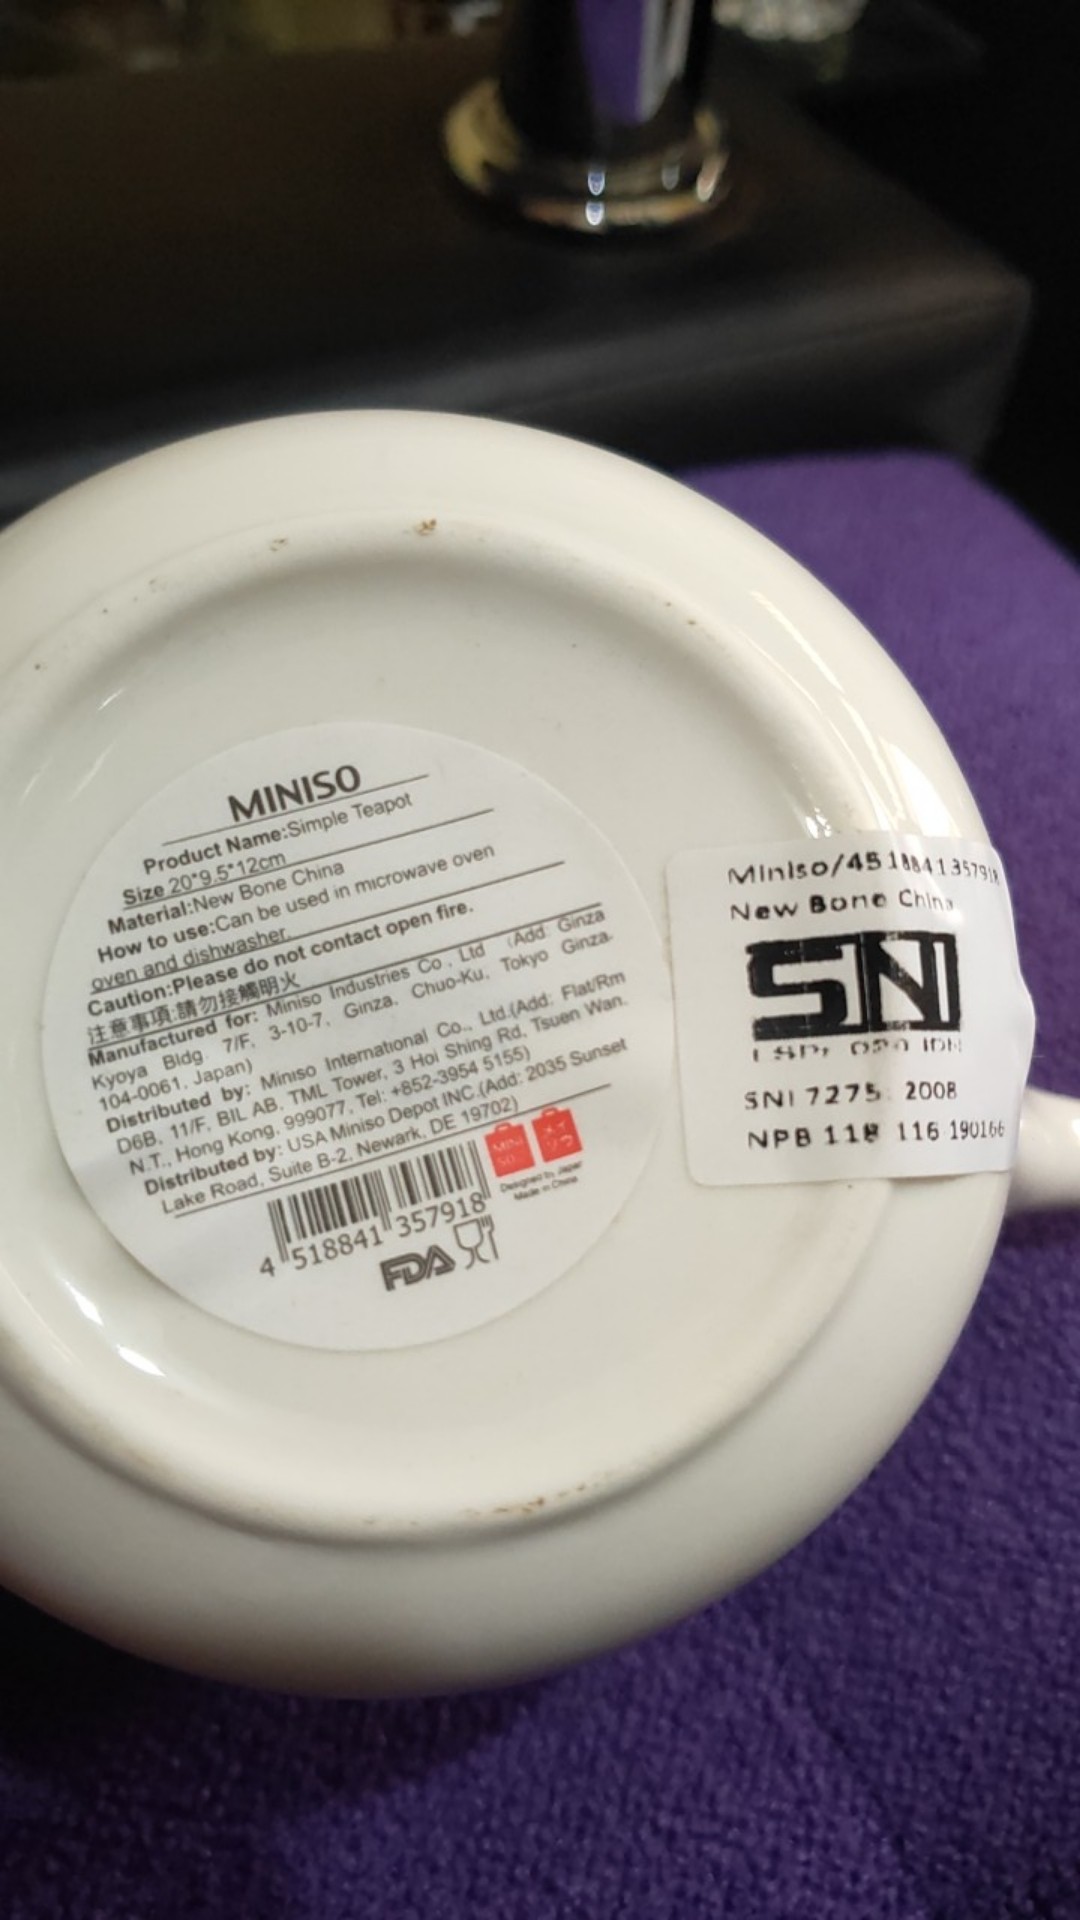 MINISO
Product Name:Simple Teapot
Size 20*9.5*12cm
Material:New Bone China
How to use:Can be used in microwave oven
oven and dishwasher.
Caution:Please do not contact open fire.
注意事項:請勿接觸明火
Manufactured for: Miniso Industries Co., Ltd (Add: Ginza
Kyoya Bldg. 7/F, 3-10-7, Ginza, Chuo-Ku, Tokyo Ginza.
104-0061, Japan)
Distributed by: Miniso International Co., Ltd.(Add: Flat/Rm
D6B, 11/F, BIL AB, TML Tower, 3 Hoi Shing Rd, Tsuen Wan.
N.T., Hong Kong, 999077, Tel: +852-3954 5155)
Distributed by: USA Miniso Depot INC.(Add: 2035 Sunset
Lake Road, Suite B-2, Newark, DE 19702)
MINI
SO
Designed by Japan
Made in China
4 518841 357918
FDA
Miniso/4518841357918
New Bone China
SNI
SNI 7275: 2008
NPB 118 116 190166